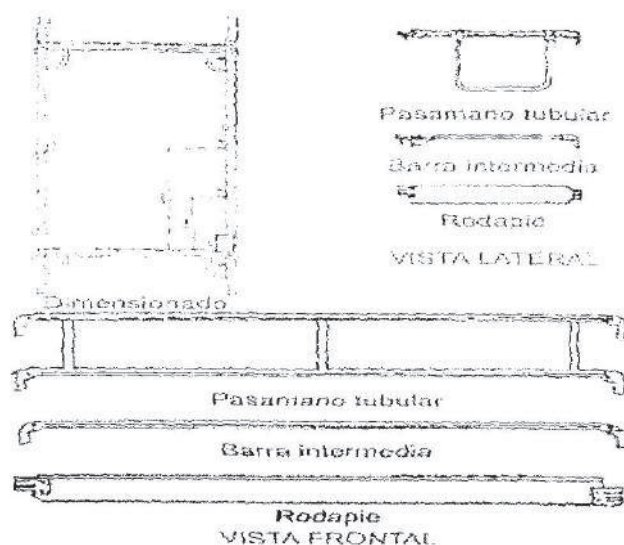 Pasamano tubular
Barra intermedia
Rodapie
VISTA LATERAL
Dimensionado
Pasamano tubular
Barra intermedia
Rodapie
VISTA FRONTAL